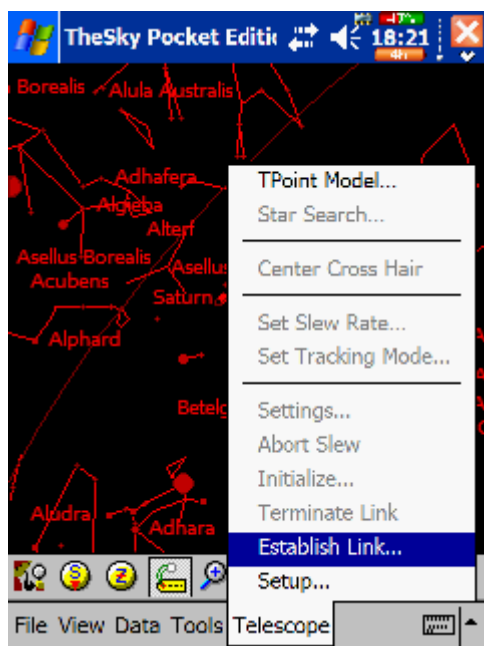 TheSky Pocket Editic 18:21
Borealis Alula Australis
Adhafera
Algieba
Alterf
Asellus Borealis Asellus
Acubens
Saturn
Alphard
Betelg
Aludra
Adhara
TPoint Model...
Star Search...
Center Cross Hair
Set Slew Rate...
Set Tracking Mode...
Settings...
Abort Slew
Initialize...
Terminate Link
Establish Link...
Setup...
File View Data Tools Telescope